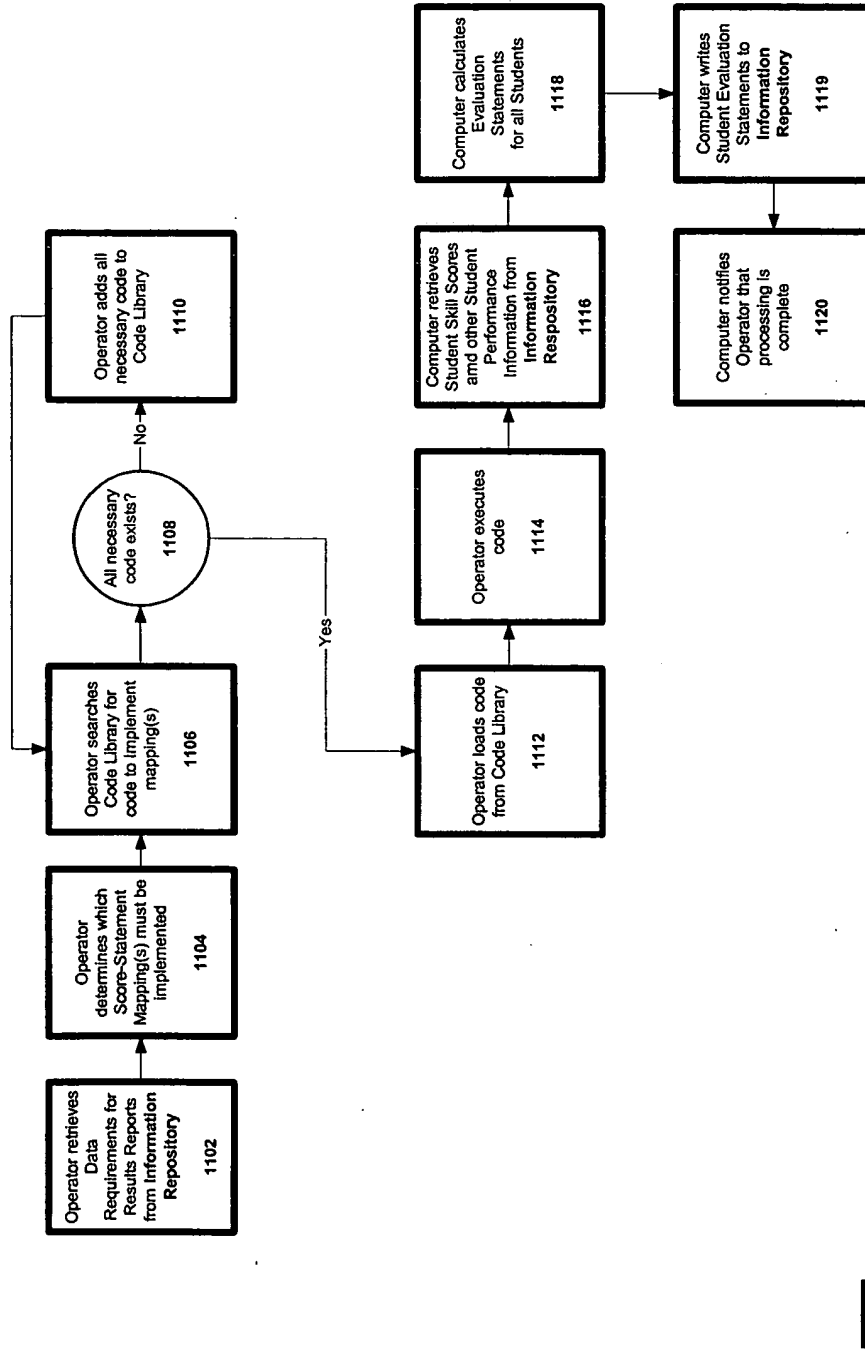 Operator retrieves
Data
Requirements for
Results Reports
from Information
Repository
1102
Operator
determines which
Score-Statement
Mapping(s) must be
implemented
1104
Operator searches
Code Library for
code to Implement
mapping(s)
1106
All necessary
code exists?
1108
No
Operator adds all
necessary code to
Code Library
1110
Yes
Operator loads code
from Code Library
1112
Operator executes
code
1114
Computer retrieves
Student Skill Scores
amd other Student
Performance
Information from
Information
Respository
1116
Computer calculates
Evaluation
Statements
for all Students
1118
Computer writes
Student Evaluation
Statements to
Information
Repository
1119
Computer notifies
Operator that
processing is
complete
1120